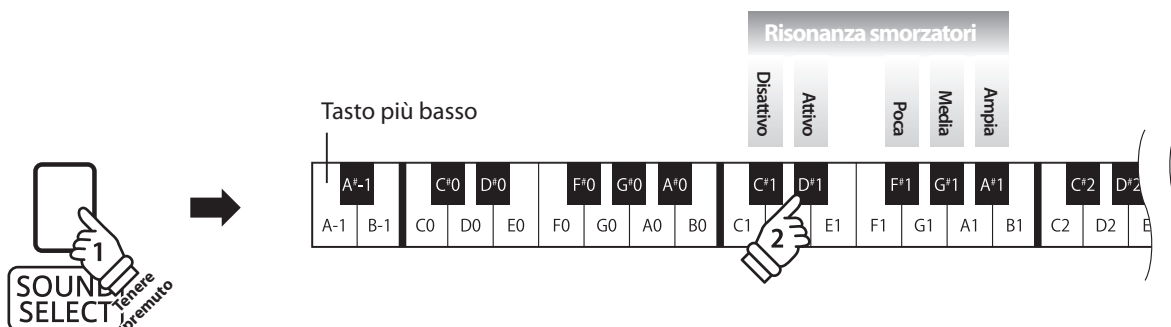 Risonanza smorzatori
Disattivo
Attivo
Poca
Media
Ampia
Tasto più basso
A#-1 C#0 D#0 F#0 G#0 A#0 C#1 D#1 F#1 G#1 A#1 C#2 D#2
A-1 B-1 C0 D0 E0 F0 G0 A0 B0 C1 E1 F1 G1 A1 B1 C2 D2
1
2
SOUND
SELECT
Tenere
premuto